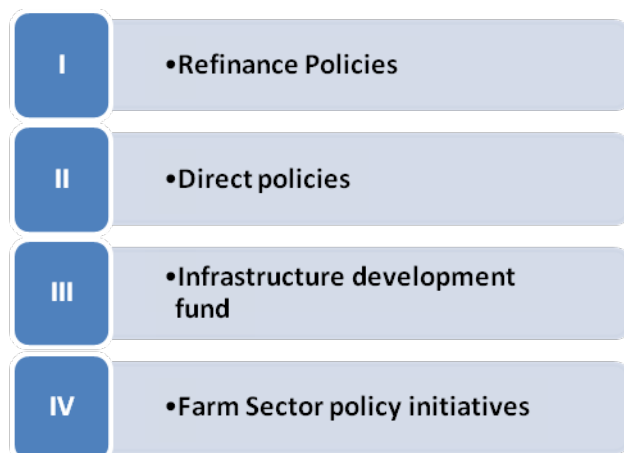 I
•Refinance Policies
II
•Direct policies
III
•Infrastructure development
fund
IV
•Farm Sector policy initiatives